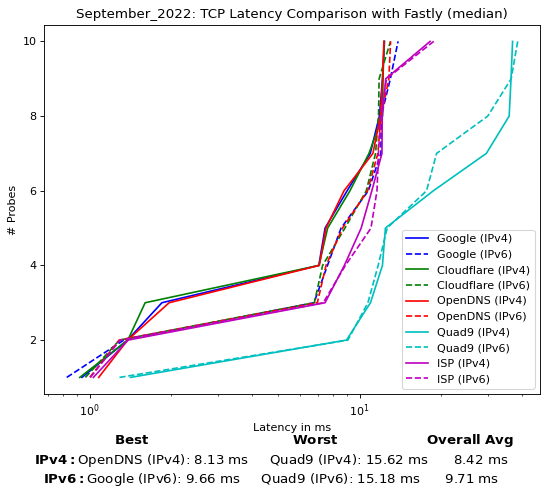 September_2022: TCP Latency Comparison with Fastly (median)
10
8
6
4
2
# Probes
Google (IPv4)
Google (IPv6)
Cloudflare (IPv4)
Cloudflare (IPv6)
OpenDNS (IPv4)
OpenDNS (IPv6)
Quad9 (IPv4)
Quad9 (IPv6)
ISP (IPv4)
ISP (IPv6)
10⁰ 10¹
Latency in ms
Best Worst Overall Avg
IPv4: OpenDNS (IPv4): 8.13 ms Quad9 (IPv4): 15.62 ms 8.42 ms
IPv6: Google (IPv6): 9.66 ms Quad9 (IPv6): 15.18 ms 9.71 ms